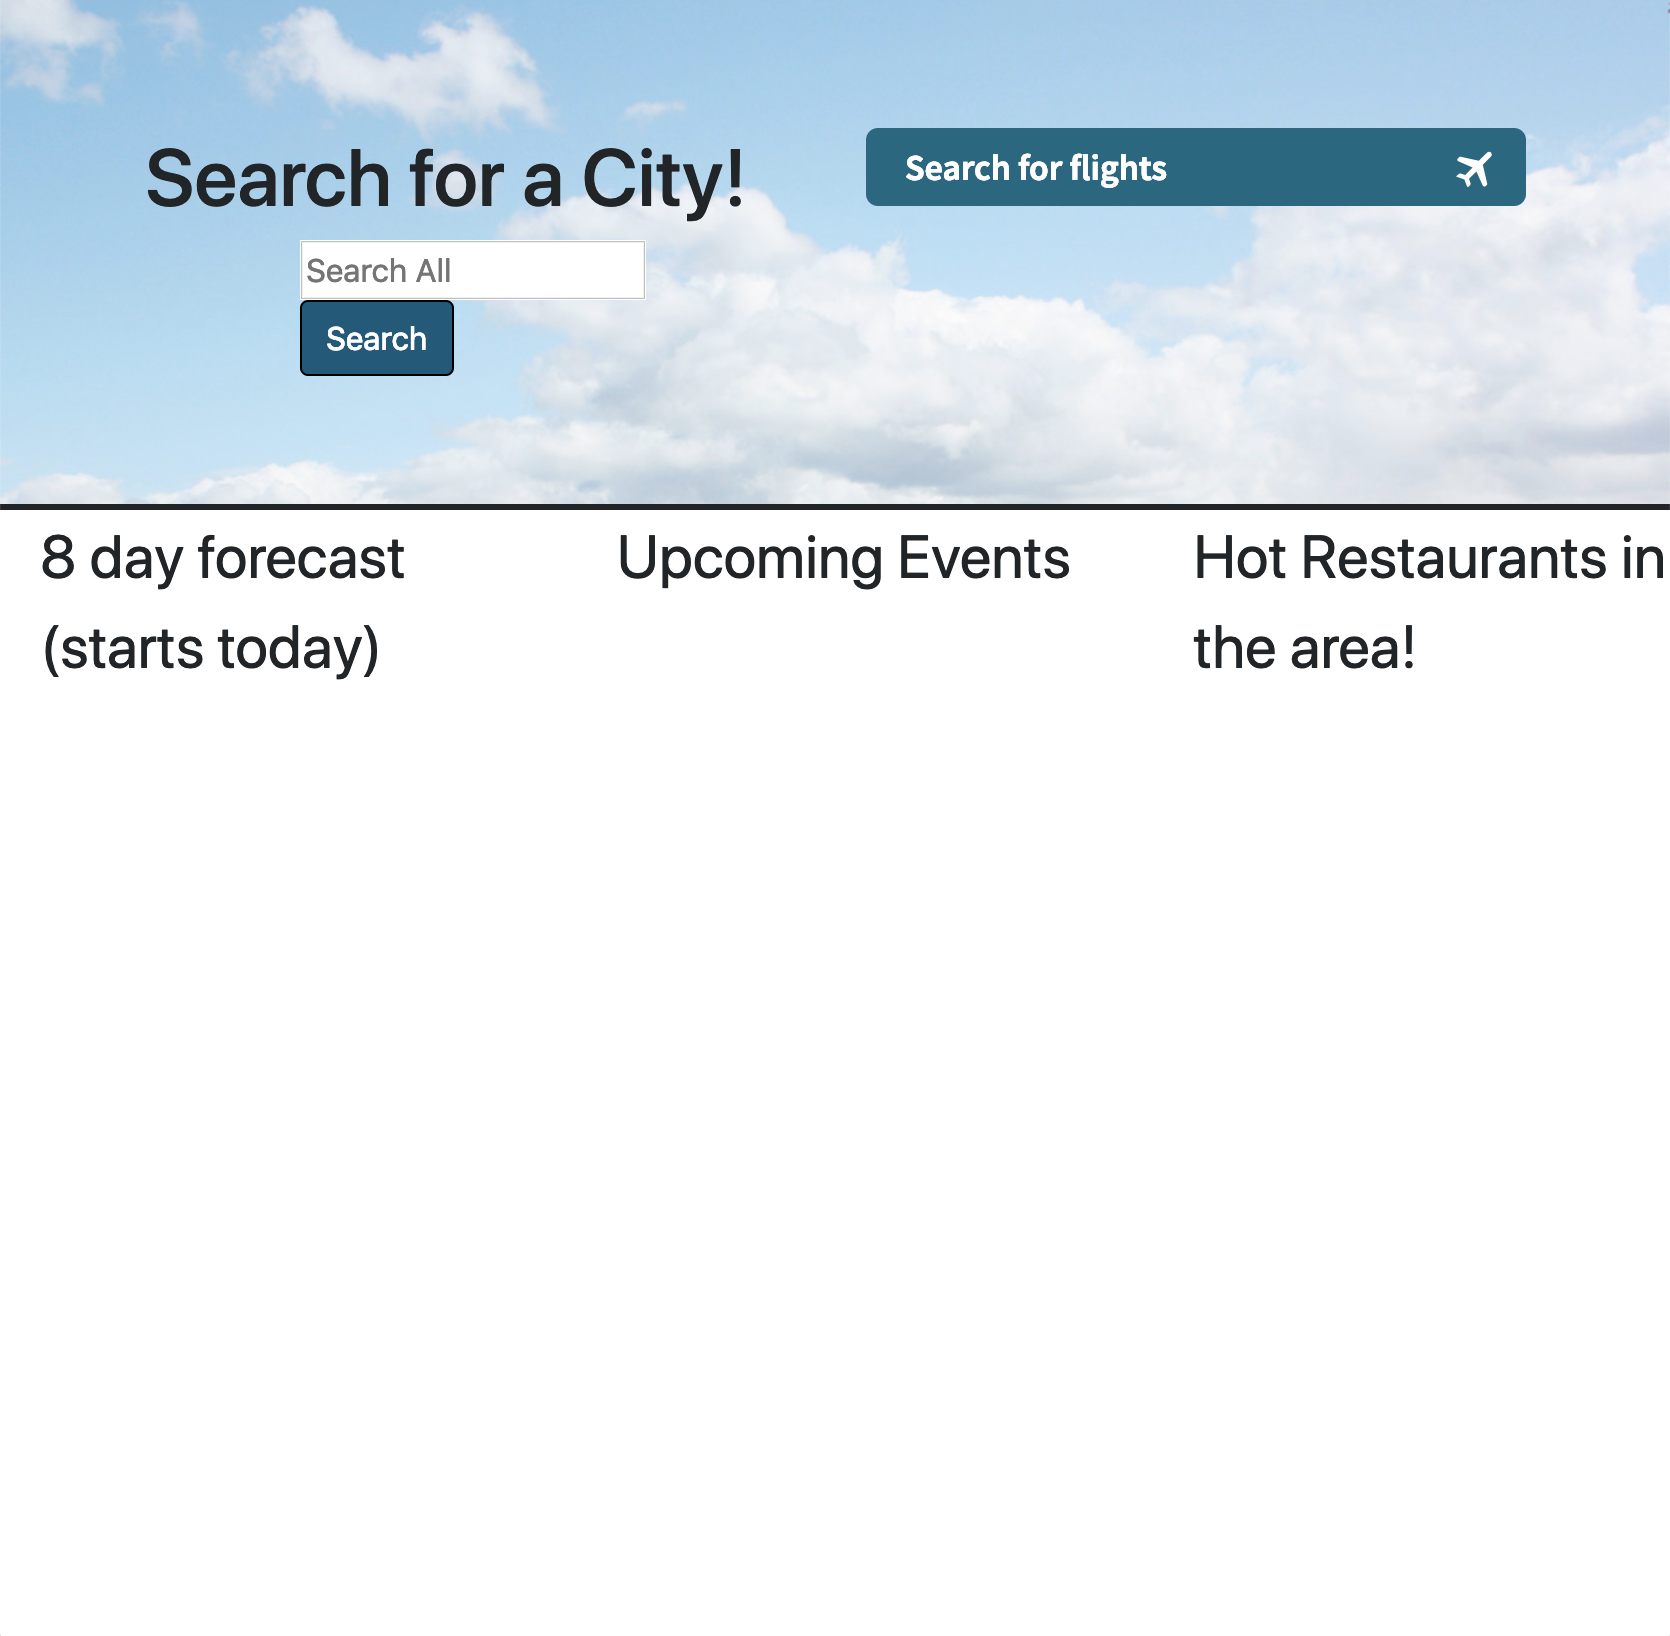 Search for a City!
Search for flights
Search All
Search
8 day forecast
(starts today)
Upcoming Events
Hot Restaurants in
the area!